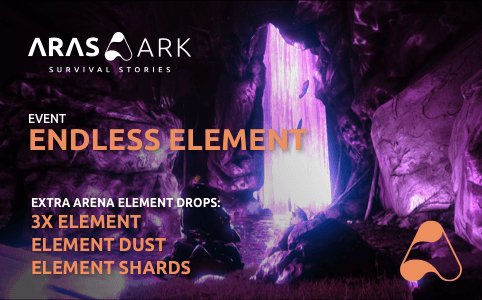 ARAS ARK
SURVIVAL STORIES
EVENT
ENDLESS ELEMENT
EXTRA ARENA ELEMENT DROPS:
3X ELEMENT
ELEMENT DUST
ELEMENT SHARDS